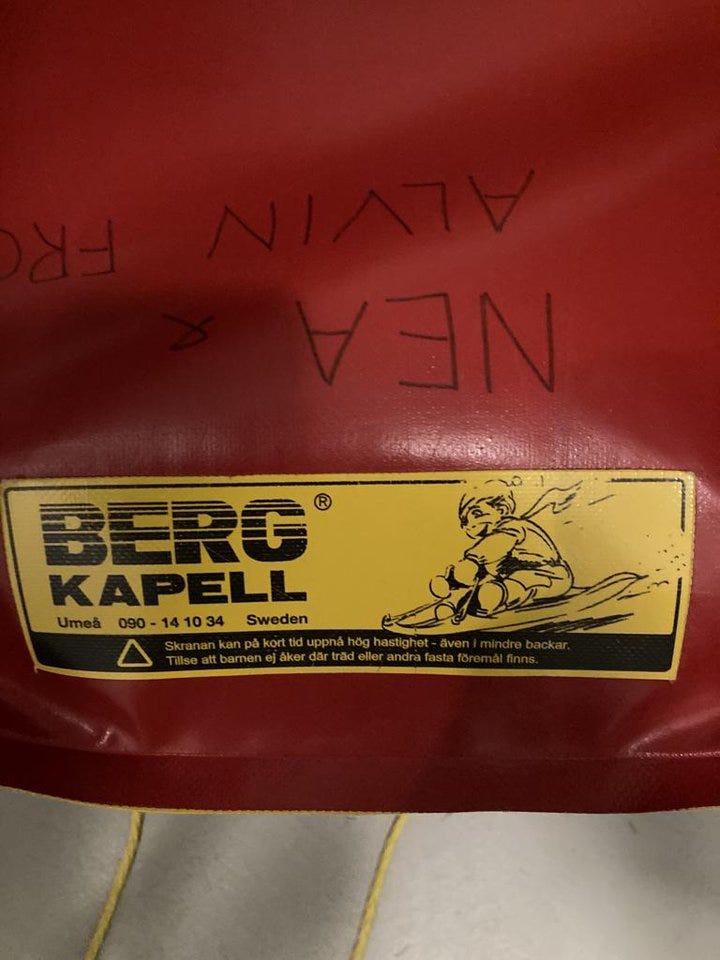 NEA &
ALVIN FRO
BERG®
KAPELL
Umeå 090 - 14 10 34 Sweden
Skranan kan på kort tid uppnå hög hastighet - även i mindre backar.
Tillse att barnen ej åker där träd eller andra fasta föremål finns.